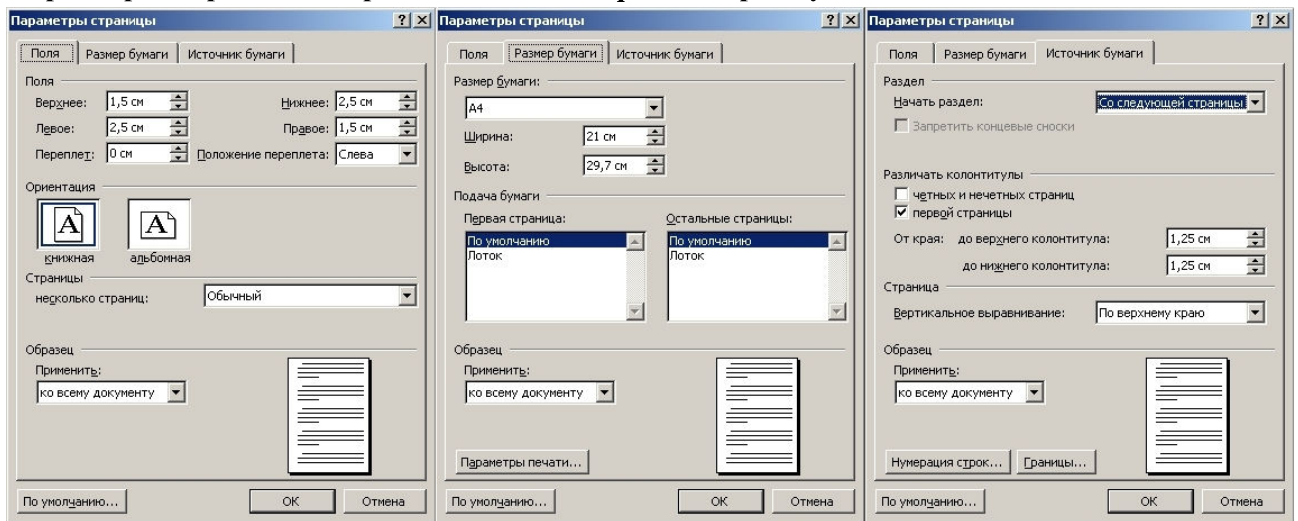 Параметры страницы
Поля Размер бумаги Источник бумаги
Поля
Верхнее: 1,5 см Нижнее: 2,5 см
Левое: 2,5 см Правое: 1,5 см
Переплет: 0 см Положение переплета: Слева
Ориентация
A A
книжная альбомная
Страницы
несколько страниц: Обычный
Образец
Применить:
ко всему документу
По умолчанию... ОК Отмена
Параметры страницы
Поля Размер бумаги Источник бумаги
Размер бумаги:
A4
Ширина: 21 см
Высота: 29,7 см
Подача бумаги
Первая страница: Остальные страницы:
По умолчанию По умолчанию
Лоток Лоток
Образец
Применить:
ко всему документу
Параметры печати...
По умолчанию... ОК Отмена
Параметры страницы
Поля Размер бумаги Источник бумаги
Раздел
Начать раздел: Со следующей страницы
Запретить концевые сноски
Различать колонтитулы
четных и нечетных страниц
первой страницы
От края: до верхнего колонтитула: 1,25 см
до нижнего колонтитула: 1,25 см
Страница
Вертикальное выравнивание: По верхнему краю
Образец
Применить:
ко всему документу
Нумерация строк... Границы...
По умолчанию... ОК Отмена